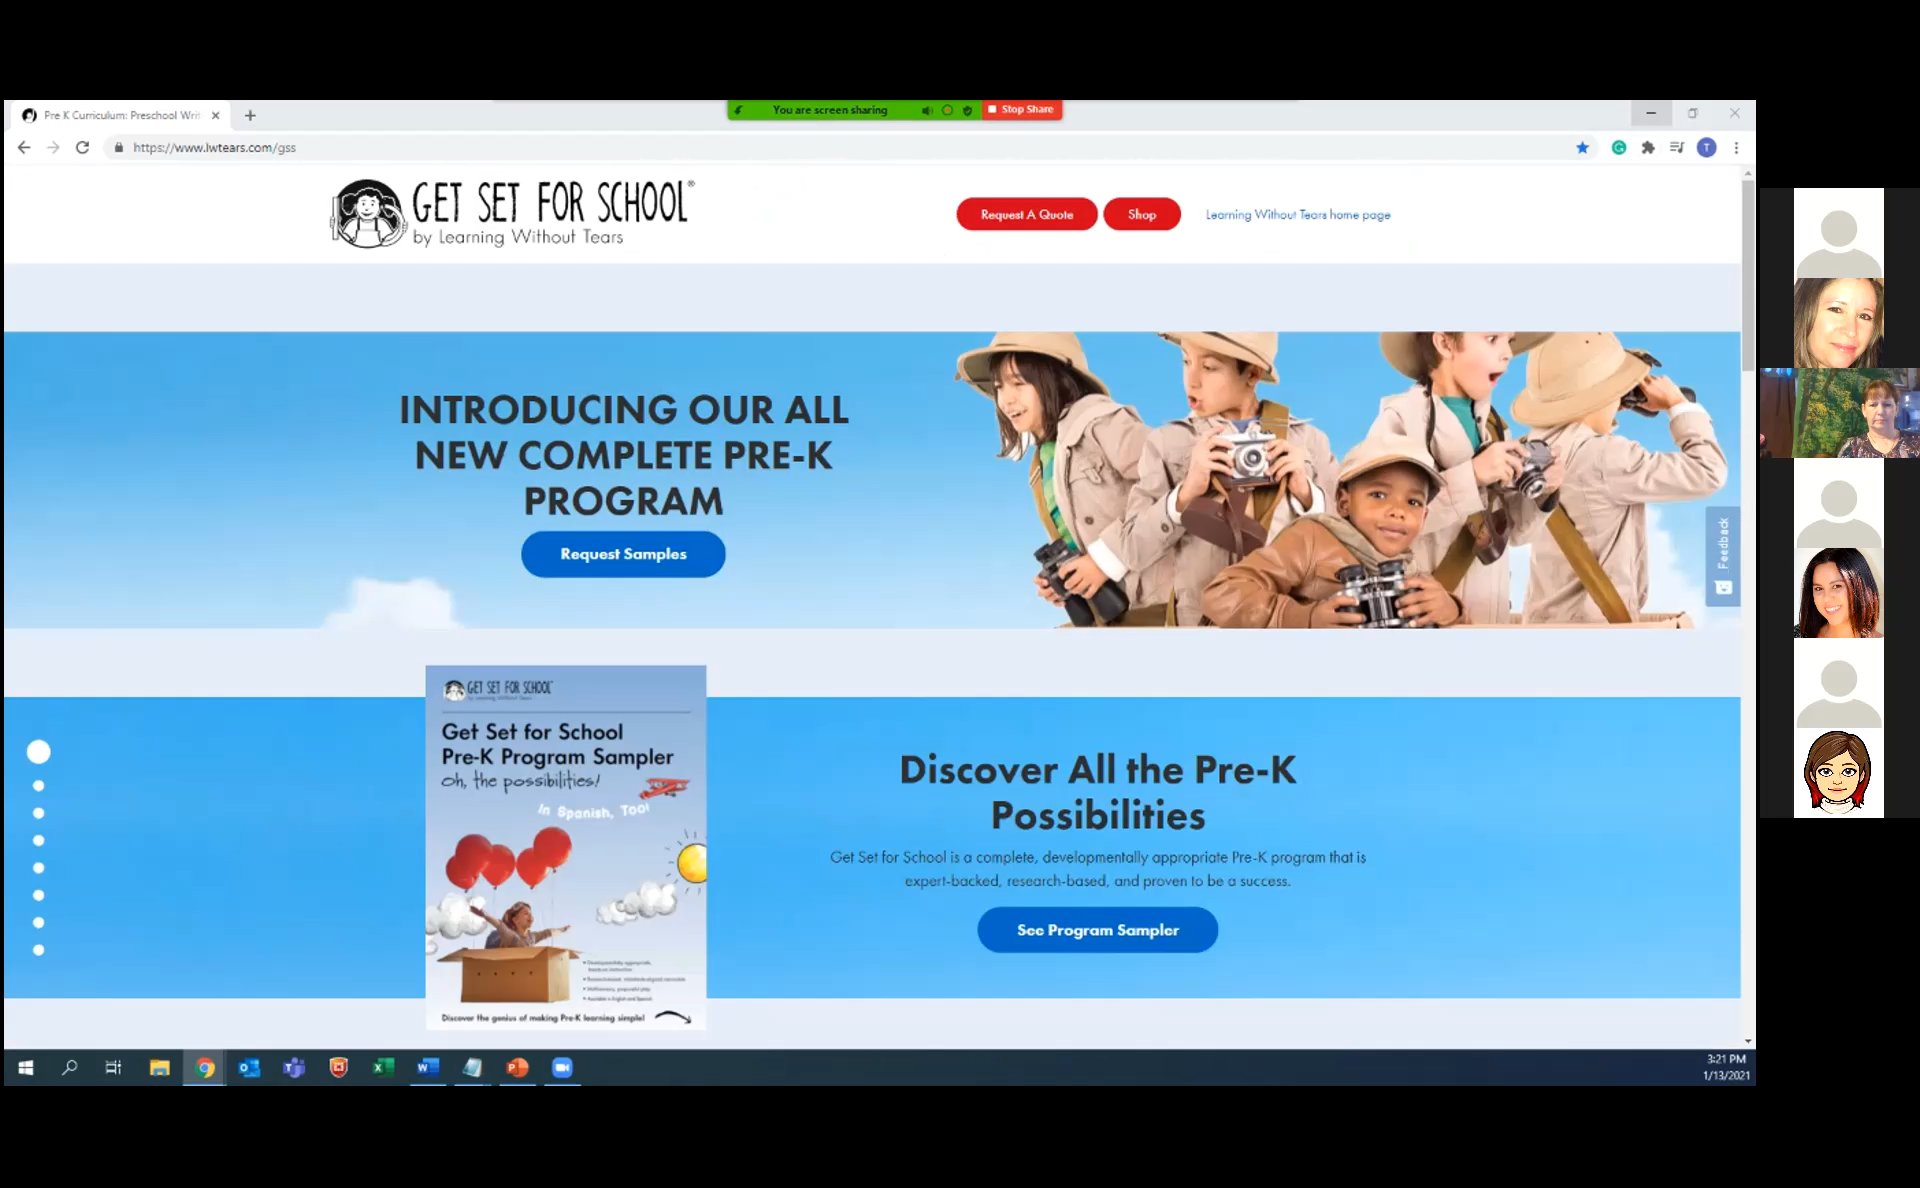 Pre K Curriculum: Preschool Writ
You are screen sharing
Stop Share
https://www.lwtears.com/gss
T
GET SET FOR SCHOOL®
by Learning Without Tears
Request A Quote
Shop
Learning Without Tears home page
INTRODUCING OUR ALL
NEW COMPLETE PRE-K
PROGRAM
Request Samples
Feedback
GET SET FOR SCHOOL
by Learning Without Tears
Get Set for School
Pre-K Program Sampler
Oh, the possibilities!
In Spanish, Too!
Discover the genius of making Pre-K learning simple!
Discover All the Pre-K
Possibilities
Get Set for School is a complete, developmentally appropriate Pre-K program that is
expert-backed, research-based, and proven to be a success.
See Program Sampler
3:21 PM
1/13/2021